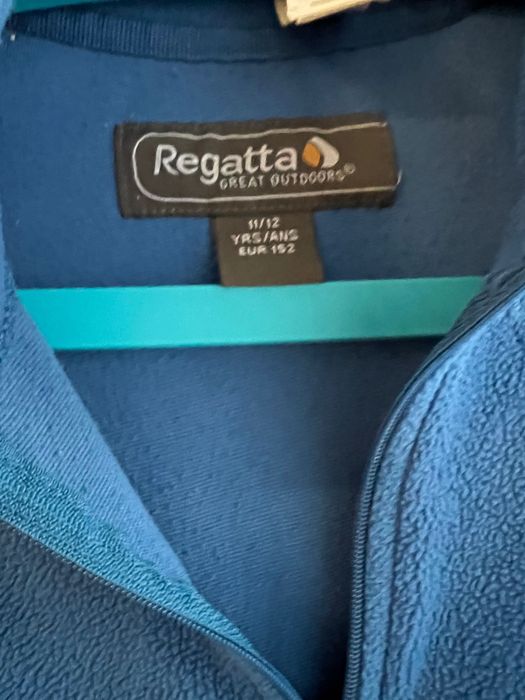 Regatta
GREAT OUTDOORS®
11/12
YRS/ANS
EUR 152